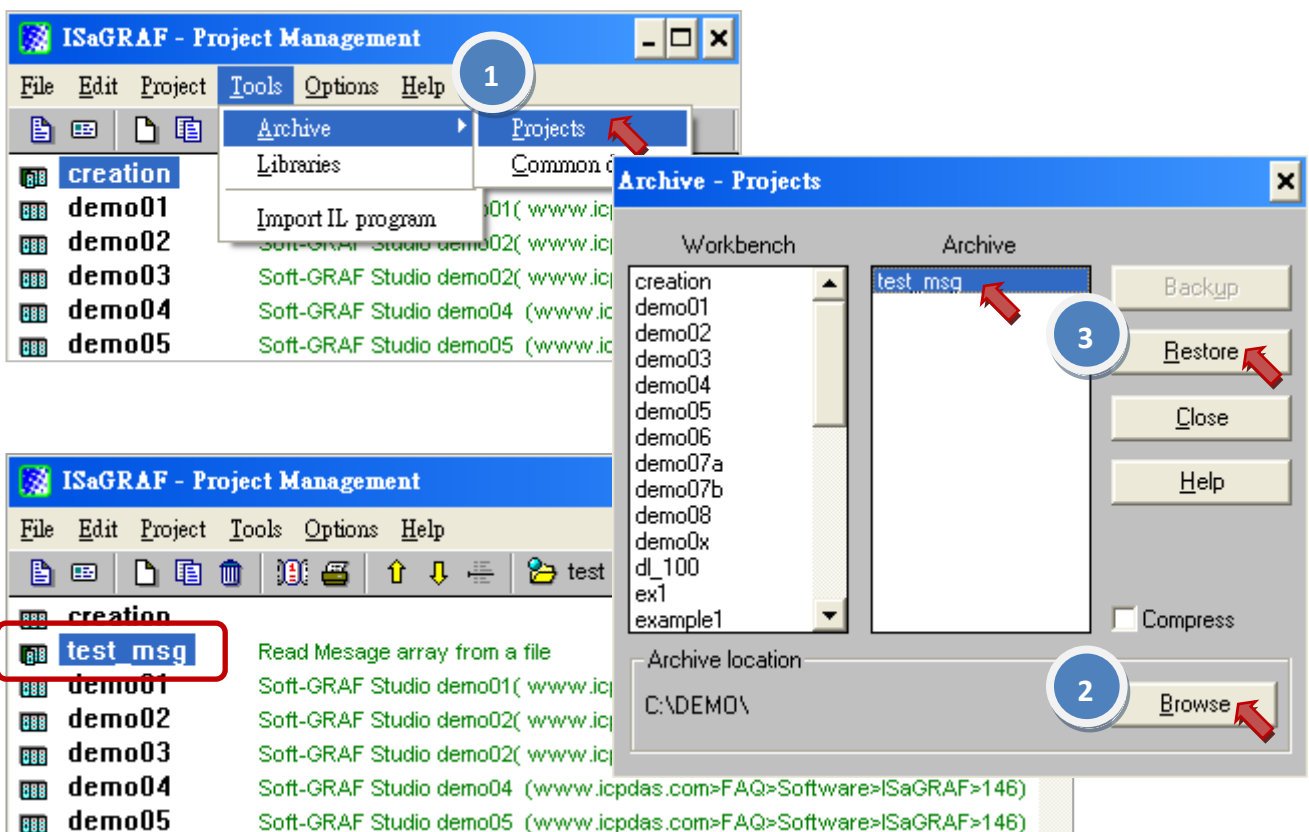 ISaGRAF - Project Management
File Edit Project Tools Options Help
1
Archive
Projects
Libraries
Common
Import IL program
creation
demo01 01( www.icp
demo02 Soft-GRAF Studio demo02( www.icp
demo03 Soft-GRAF Studio demo02( www.icp
demo04 Soft-GRAF Studio demo04 (www.ic
demo05 Soft-GRAF Studio demo05 (www.ic
Archive - Projects
Workbench
Archive
creation
demo01
demo02
demo03
demo04
demo05
demo06
demo07a
demo07b
demo08
demo0x
dl_100
ex1
example1
test_msg
Backup
3
Restore
Close
Help
Compress
Archive location
C:\DEMO\
2
Browse
ISaGRAF - Project Management
File Edit Project Tools Options Help
test
creation
test_msg Read Mesage array from a file
demo01 Soft-GRAF Studio demo01( www.icp
demo02 Soft-GRAF Studio demo02( www.icp
demo03 Soft-GRAF Studio demo02( www.icp
demo04 Soft-GRAF Studio demo04 (www.icpdas.com>FAQ>Software>ISaGRAF>146)
demo05 Soft-GRAF Studio demo05 (www.icpdas.com>FAQ>Software>ISaGRAF>146)